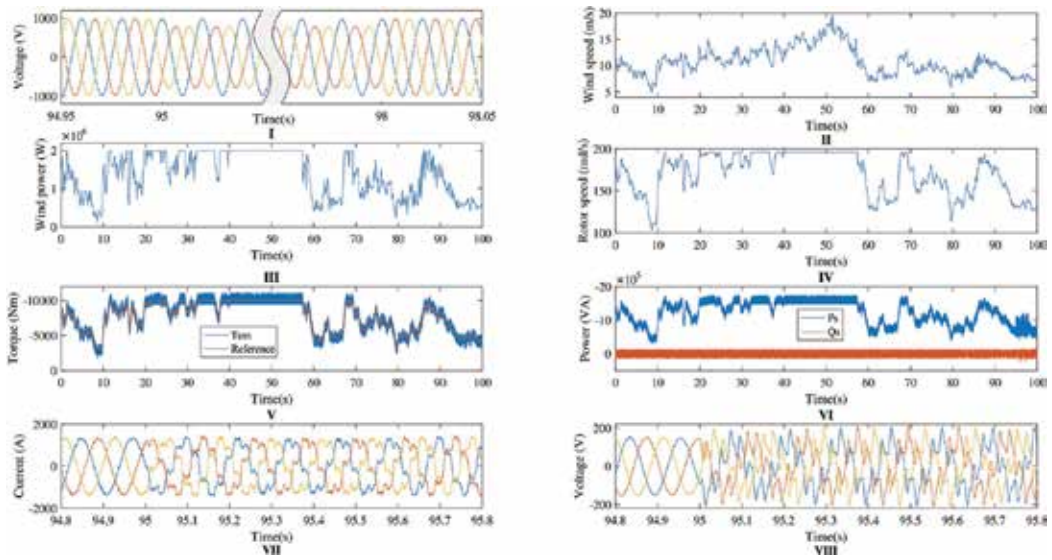 1000
0
-1000
Voltage (V)
94.95 95 98 98.05
Time(s)
I
20
15
10
5
Wind speed (m/s)
0 10 20 30 40 50 60 70 80 90 100
Time(s)
II
×10⁶
2
1
0
Wind power (W)
0 10 20 30 40 50 60 70 80 90 100
Time(s)
III
200
150
100
Rotor speed (rad/s)
0 10 20 30 40 50 60 70 80 90 100
Time(s)
IV
-10000
-5000
0
Torque (Nm)
Tem
Reference
0 10 20 30 40 50 60 70 80 90 100
Time(s)
V
×10⁵
-20
-10
0
Power (VA)
Ps
Qs
0 10 20 30 40 50 60 70 80 90 100
Time(s)
VI
2000
0
-2000
Current (A)
94.8 94.9 95 95.1 95.2 95.3 95.4 95.5 95.6 95.7 95.8
Time(s)
VII
200
0
-200
Voltage (V)
94.8 94.9 95 95.1 95.2 95.3 95.4 95.5 95.6 95.7 95.8
Time(s)
VIII